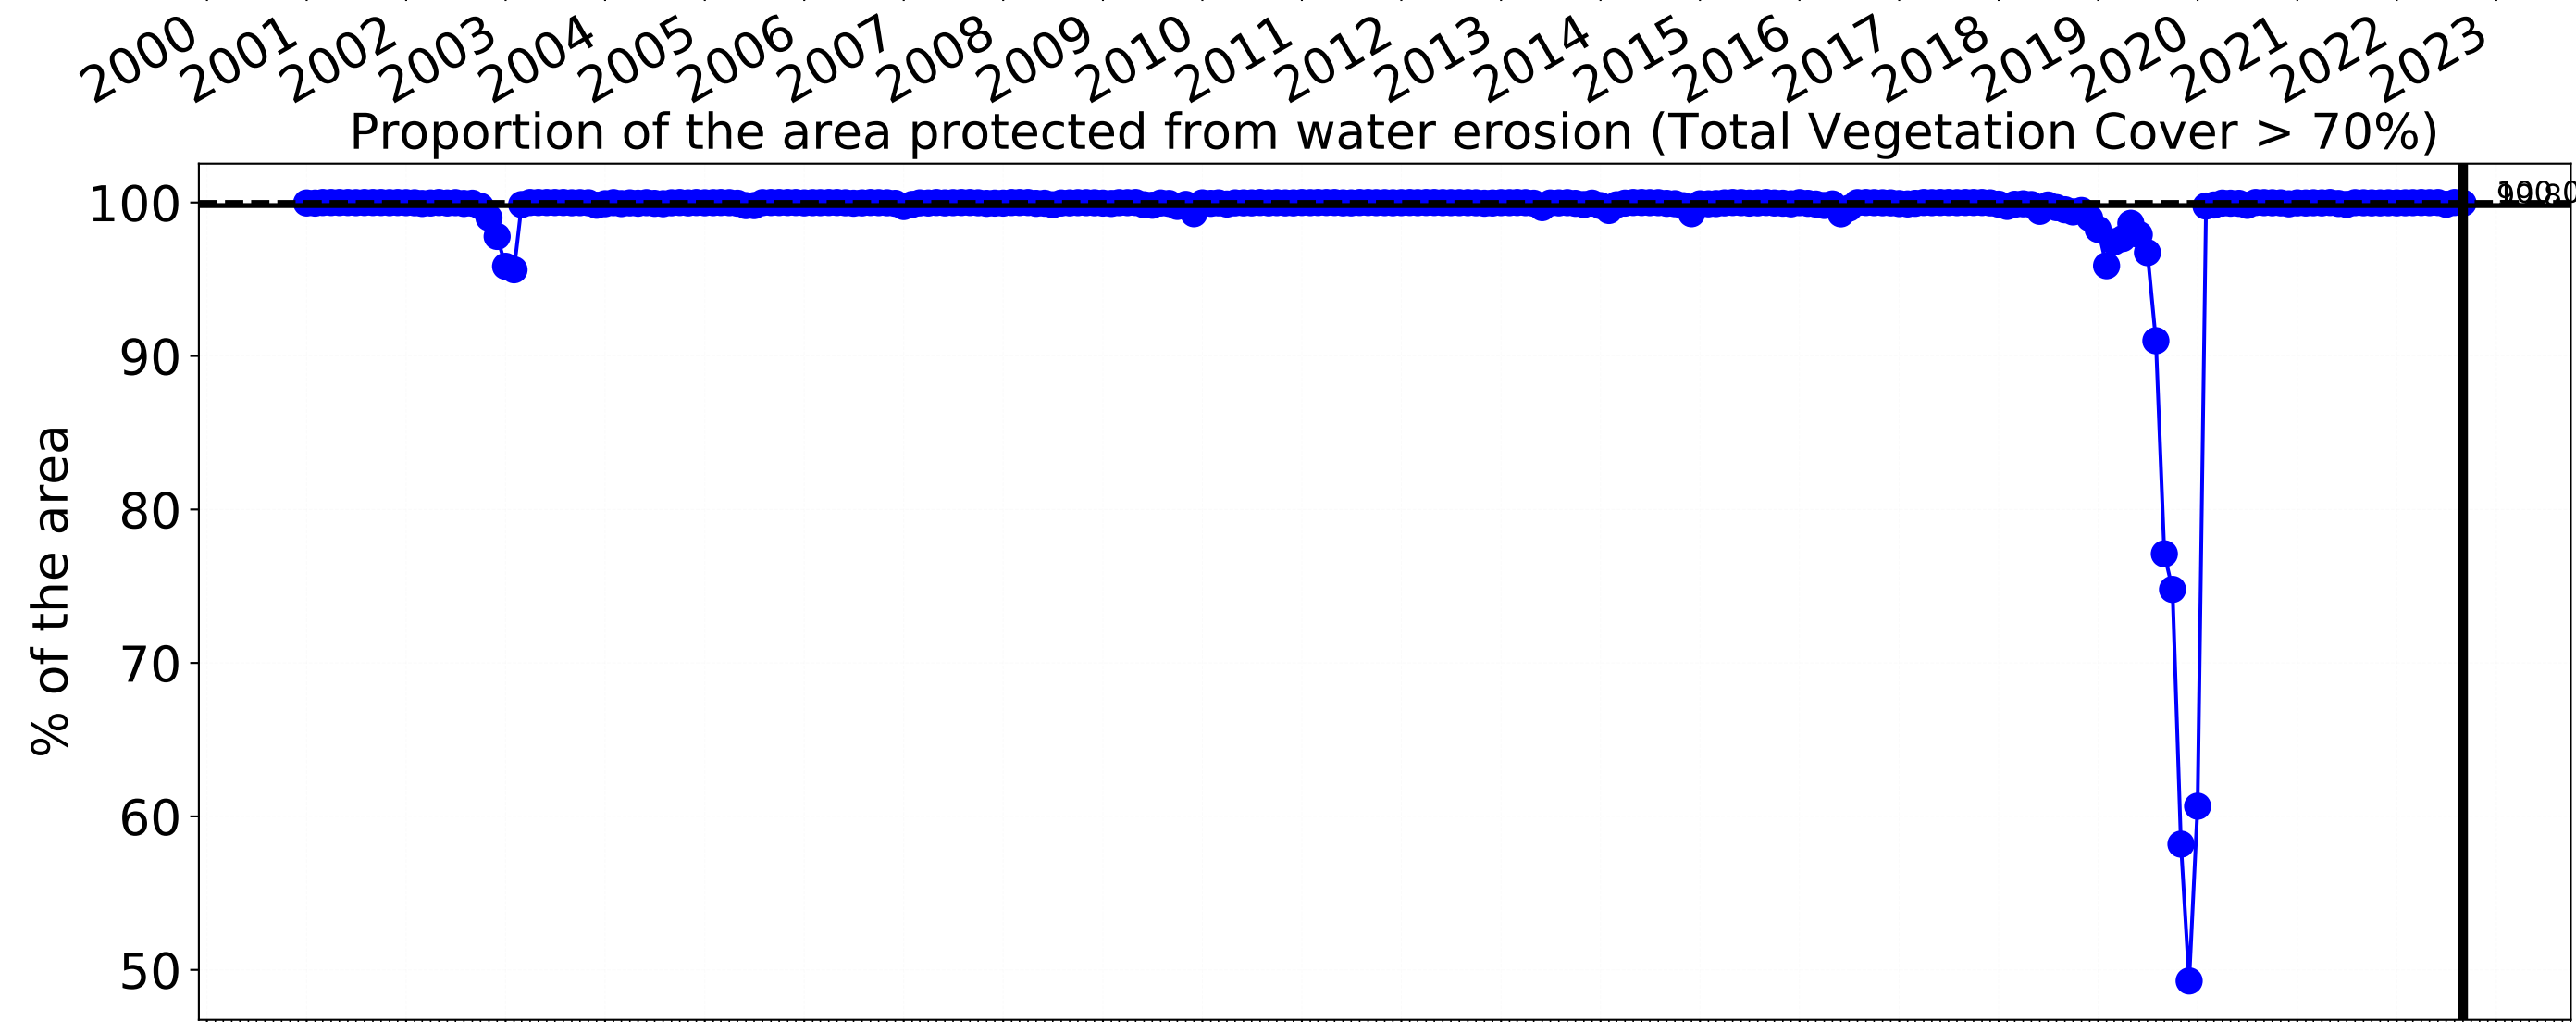 2000 2001 2002 2003 2004 2005 2006 2007 2008 2009 2010 2011 2012 2013 2014 2015 2016 2017 2018 2019 2020 2021 2022 2023
Proportion of the area protected from water erosion (Total Vegetation Cover > 70%)
100
90
80
70
60
50
% of the area